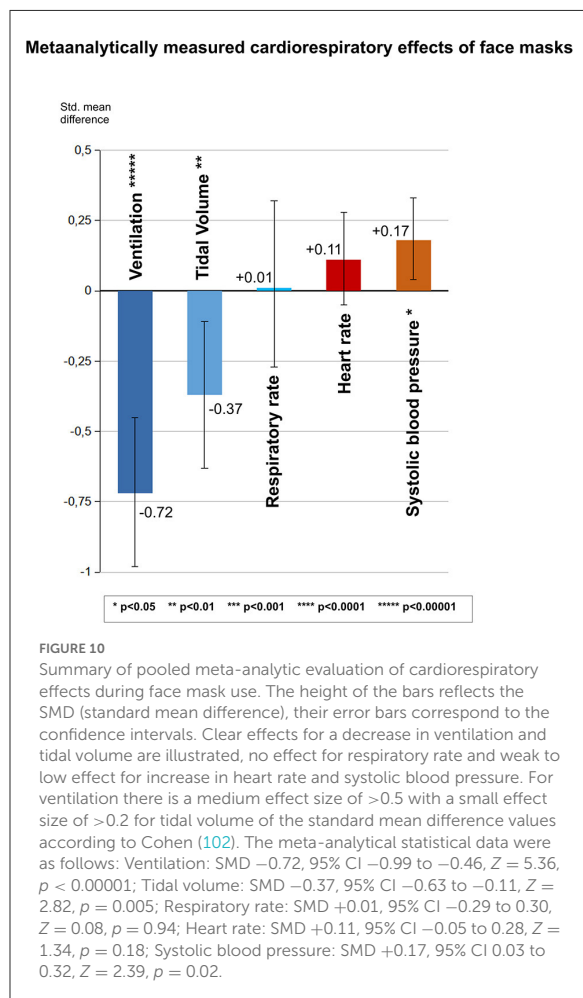 Metaanalytically measured cardiorespiratory effects of face masks
Std. mean
difference
0,5
0,25
0
-0,25
-0,5
-0,75
-1
Ventilation *****
Tidal Volume **
Respiratory rate
Heart rate
Systolic blood pressure *
-0.72
-0.37
+0.01
+0.11
+0.17
* p<0.05 ** p<0.01 *** p<0.001 **** p<0.0001 ***** p<0.00001
FIGURE 10
Summary of pooled meta-analytic evaluation of cardiorespiratory
effects during face mask use. The height of the bars reflects the
SMD (standard mean difference), their error bars correspond to the
confidence intervals. Clear effects for a decrease in ventilation and
tidal volume are illustrated, no effect for respiratory rate and weak to
low effect for increase in heart rate and systolic blood pressure. For
ventilation there is a medium effect size of >0.5 with a small effect
size of >0.2 for tidal volume of the standard mean difference values
according to Cohen (102). The meta-analytical statistical data were
as follows: Ventilation: SMD −0.72, 95% CI −0.99 to −0.46, Z = 5.36,
p < 0.00001; Tidal volume: SMD −0.37, 95% CI −0.63 to −0.11, Z =
2.82, p = 0.005; Respiratory rate: SMD +0.01, 95% CI −0.29 to 0.30,
Z = 0.08, p = 0.94; Heart rate: SMD +0.11, 95% CI −0.05 to 0.28, Z =
1.34, p = 0.18; Systolic blood pressure: SMD +0.17, 95% CI 0.03 to
0.32, Z = 2.39, p = 0.02.